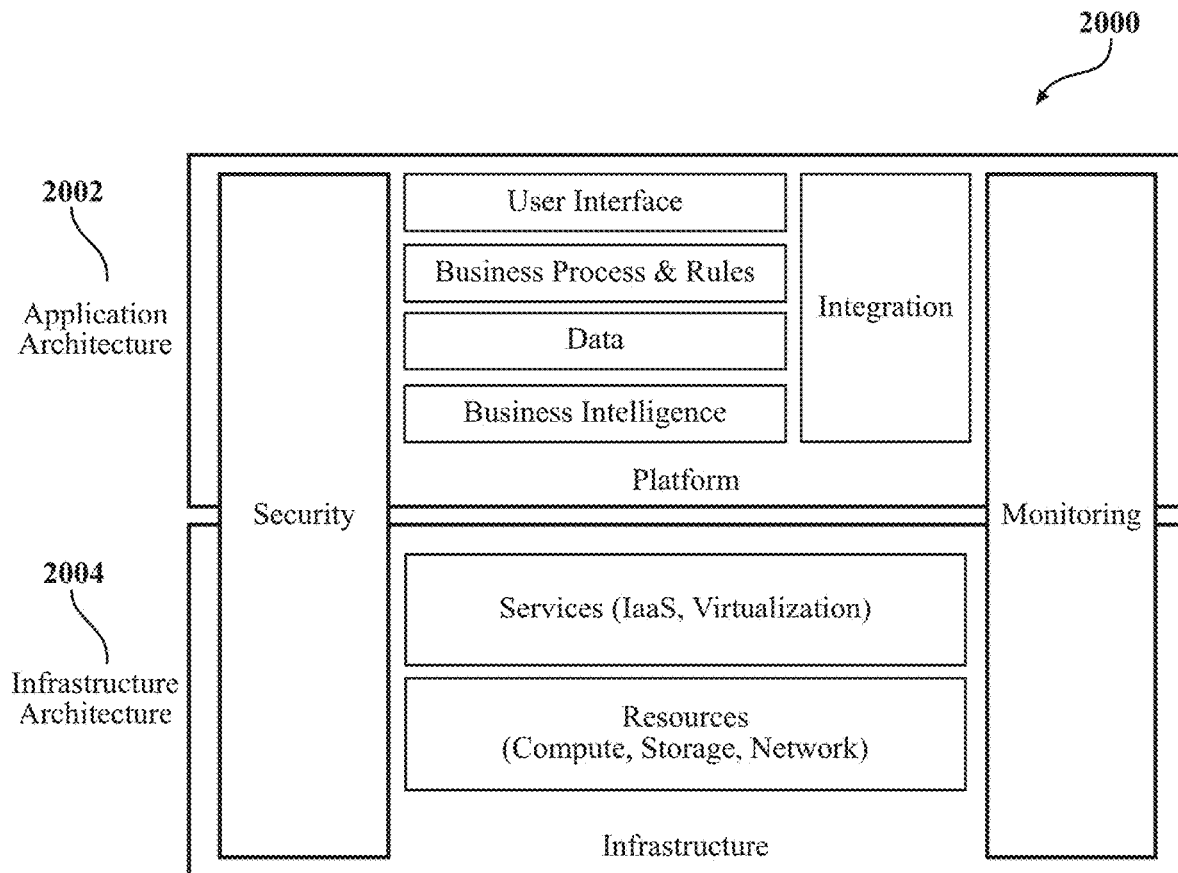 2000
2002
Application
Architecture
User Interface
Business Process & Rules
Data
Business Intelligence
Integration
Platform
Security
Monitoring
2004
Infrastructure
Architecture
Services (IaaS, Virtualization)
Resources
(Compute, Storage, Network)
Infrastructure